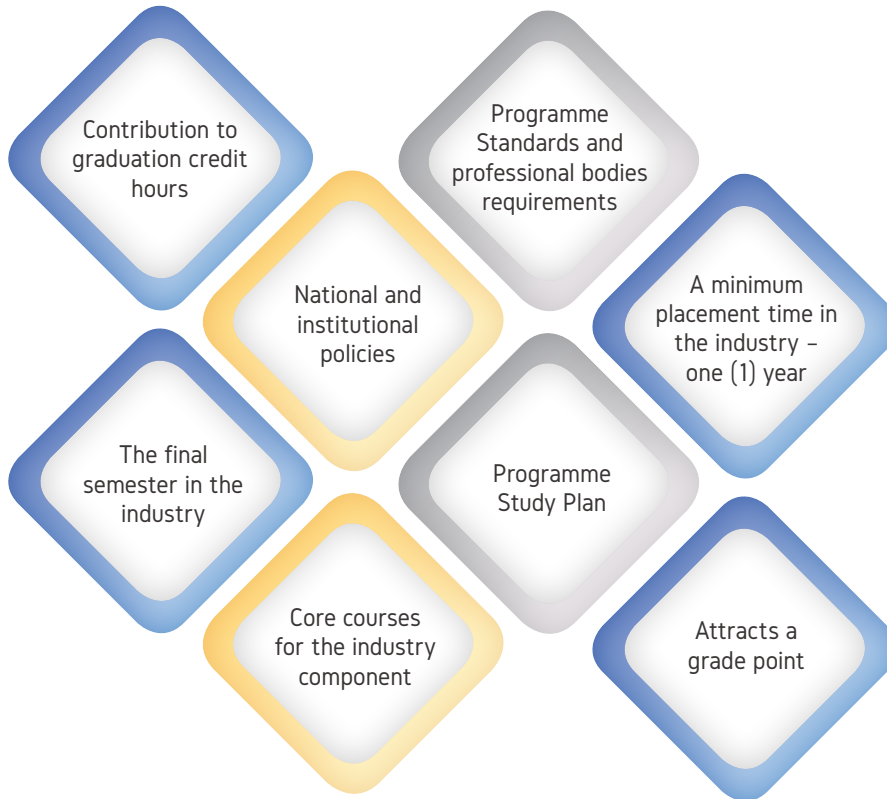 Contribution to
graduation credit
hours
Programme
Standards and
professional bodies
requirements
National and
institutional
policies
A minimum
placement time in
the industry –
one (1) year
The final
semester in the
industry
Programme
Study Plan
Core courses
for the industry
component
Attracts a
grade point